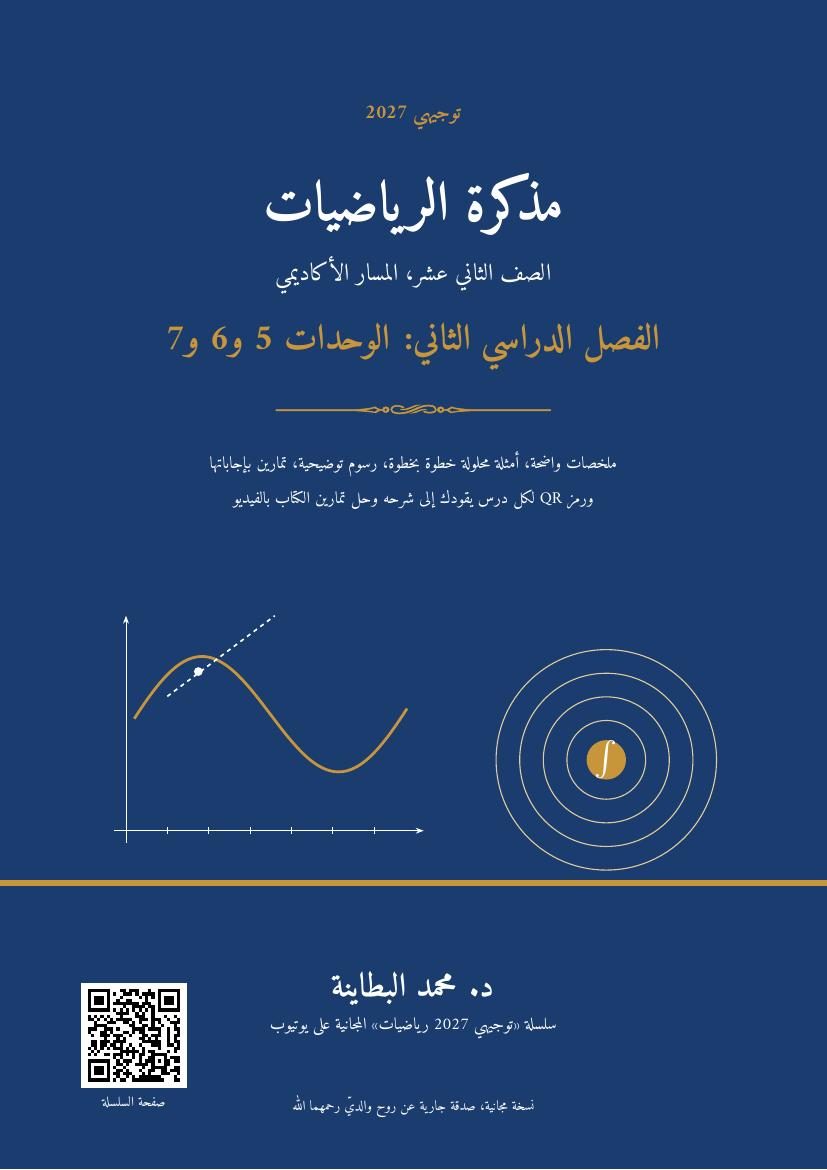 توجيهي 2027
مذكرة الرياضيات
الصف الثاني عشر، المسار الأكاديمي
الفصل الدراسي الثاني: الوحدات 5 و6 و7
ملخصات واضحة، أمثلة محلولة خطوة بخطوة، رسوم توضيحية، تمارين بإجاباتها
ورمز QR لكل درس يقودك إلى شرحه وحل تمارين الكتاب بالفيديو
∫
د. محمد البطاينة
سلسلة «توجيهي 2027 رياضيات» المجانية على يوتيوب
صفحة السلسلة
نسخة مجانية، صدقة جارية عن روح والديّ رحمهما الله